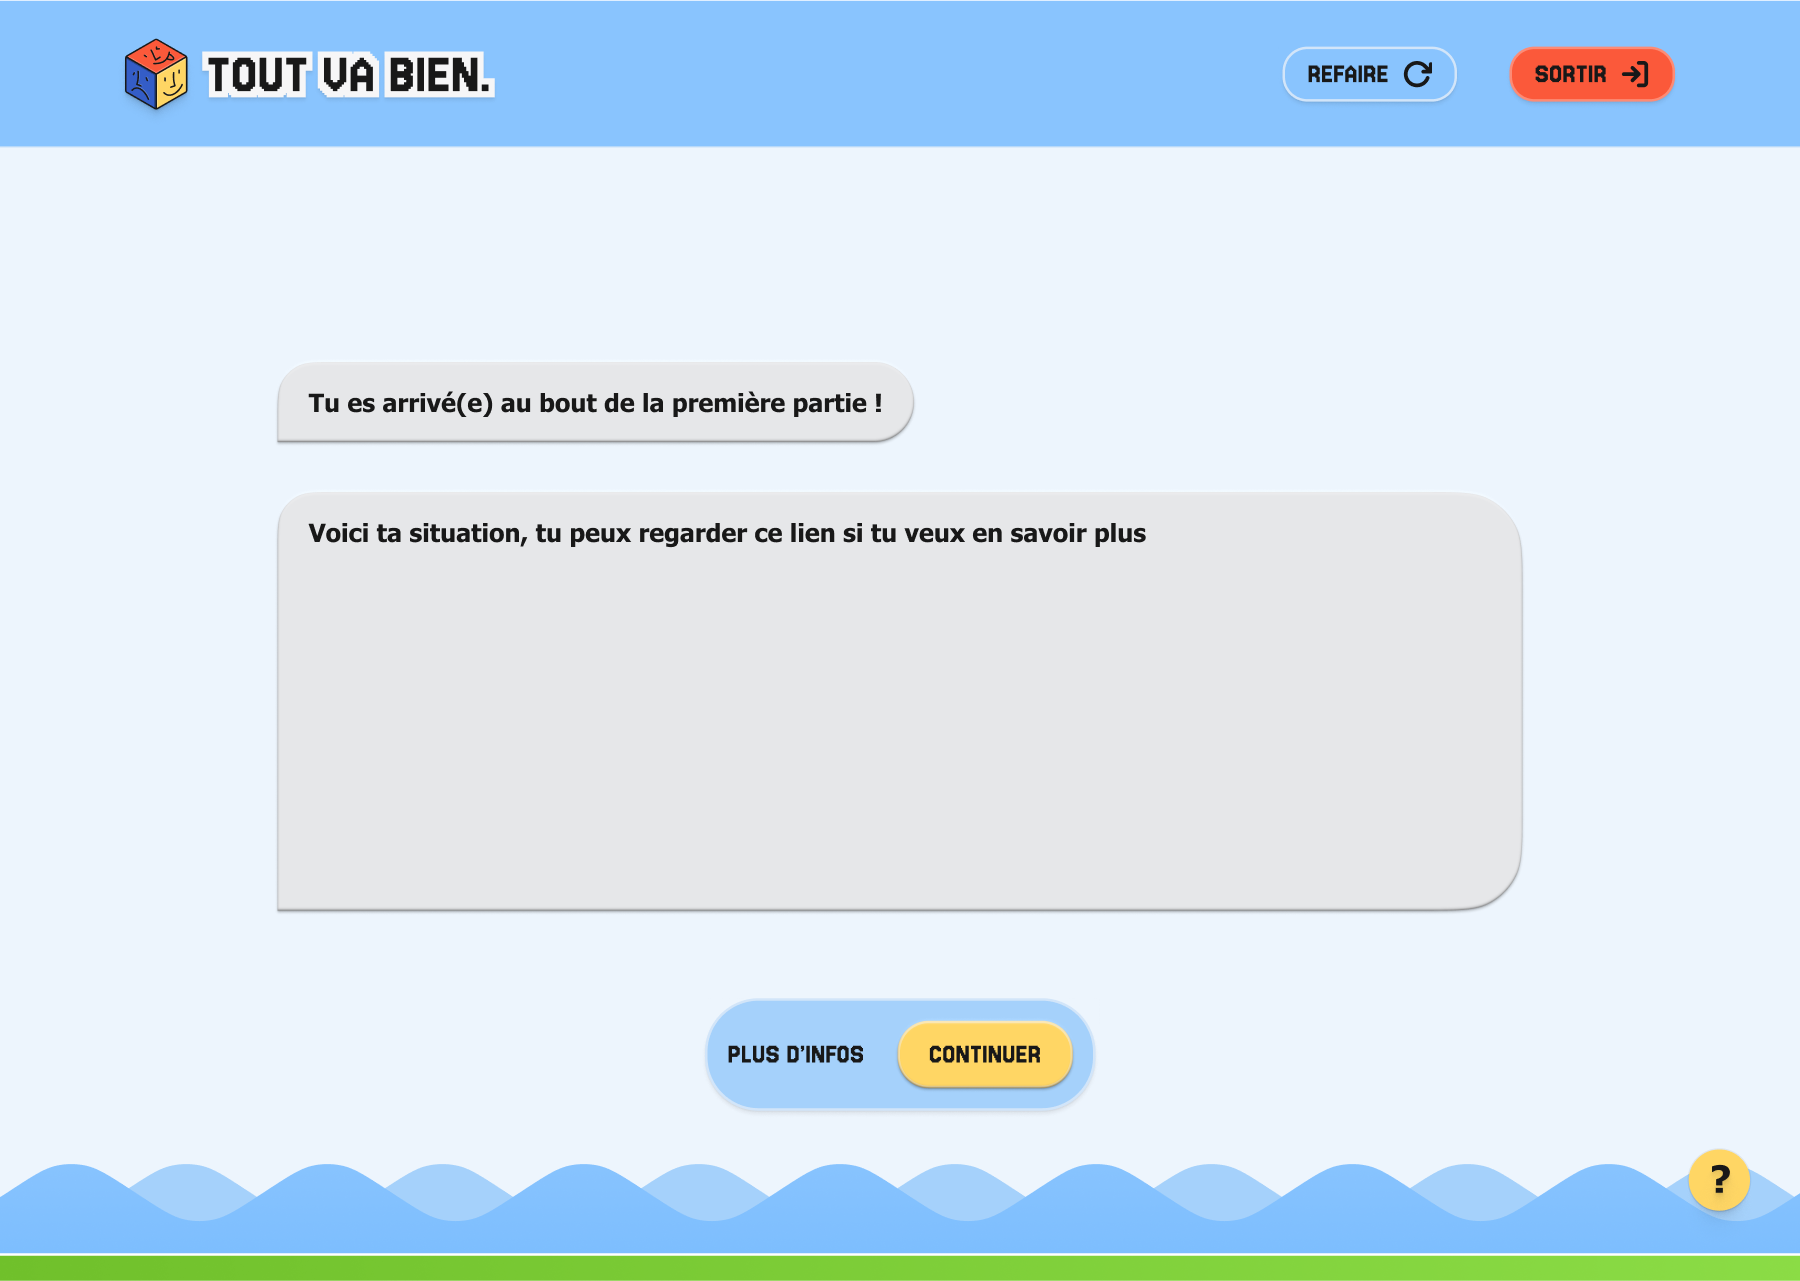 TOUT VA BIEN.
REFAIRE
SORTIR
Tu es arrivé(e) au bout de la première partie !
Voici ta situation, tu peux regarder ce lien si tu veux en savoir plus
PLUS D'INFOS
CONTINUER
?